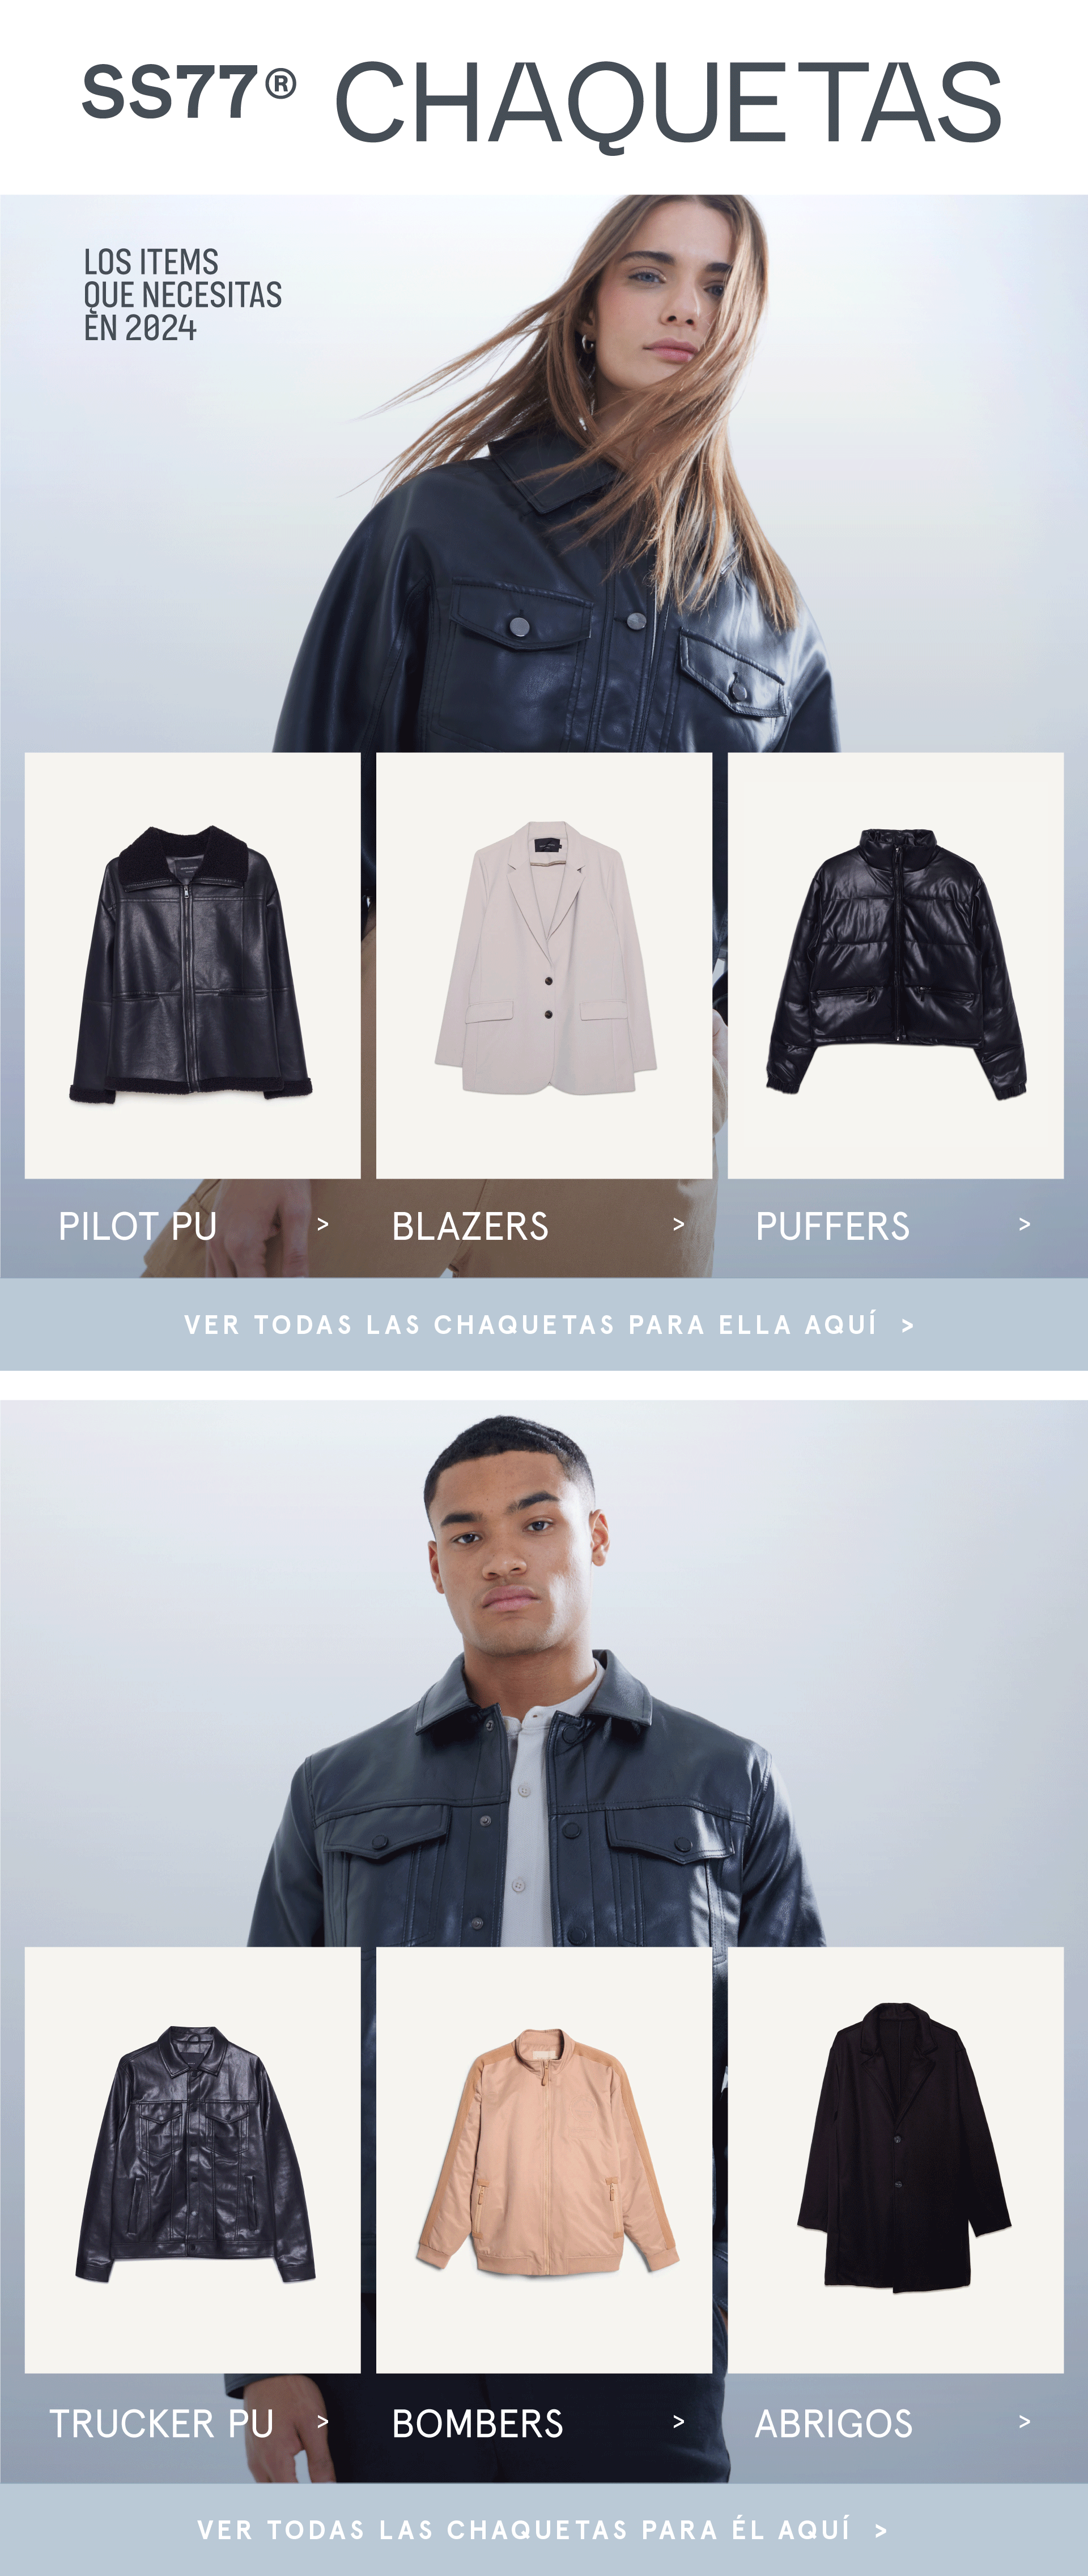 SS77® CHAQUETAS
LOS ITEMS
QUE NECESITAS
EN 2024
PILOT PU >
BLAZERS >
PUFFERS >
VER TODAS LAS CHAQUETAS PARA ELLA AQUÍ >
TRUCKER PU >
BOMBERS >
ABRIGOS >
VER TODAS LAS CHAQUETAS PARA ÉL AQUÍ >